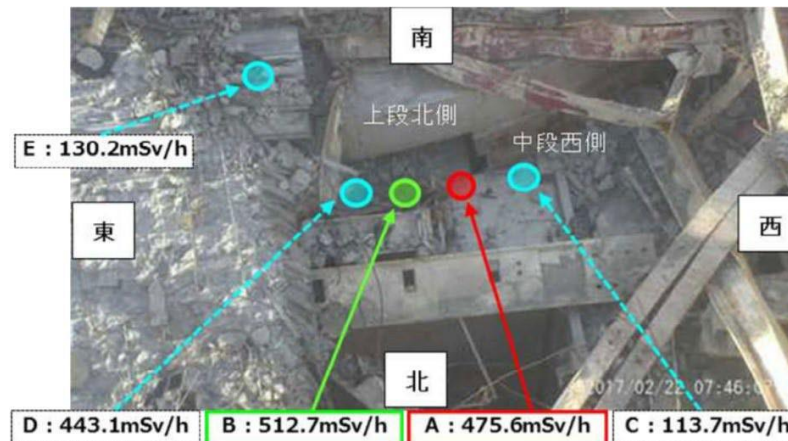 南
上段北側
中段西側
E：130.2mSv/h
東
西
北
2017/02/22 07:46:0
D：443.1mSv/h
B：512.7mSv/h
A：475.6mSv/h
C：113.7mSv/h